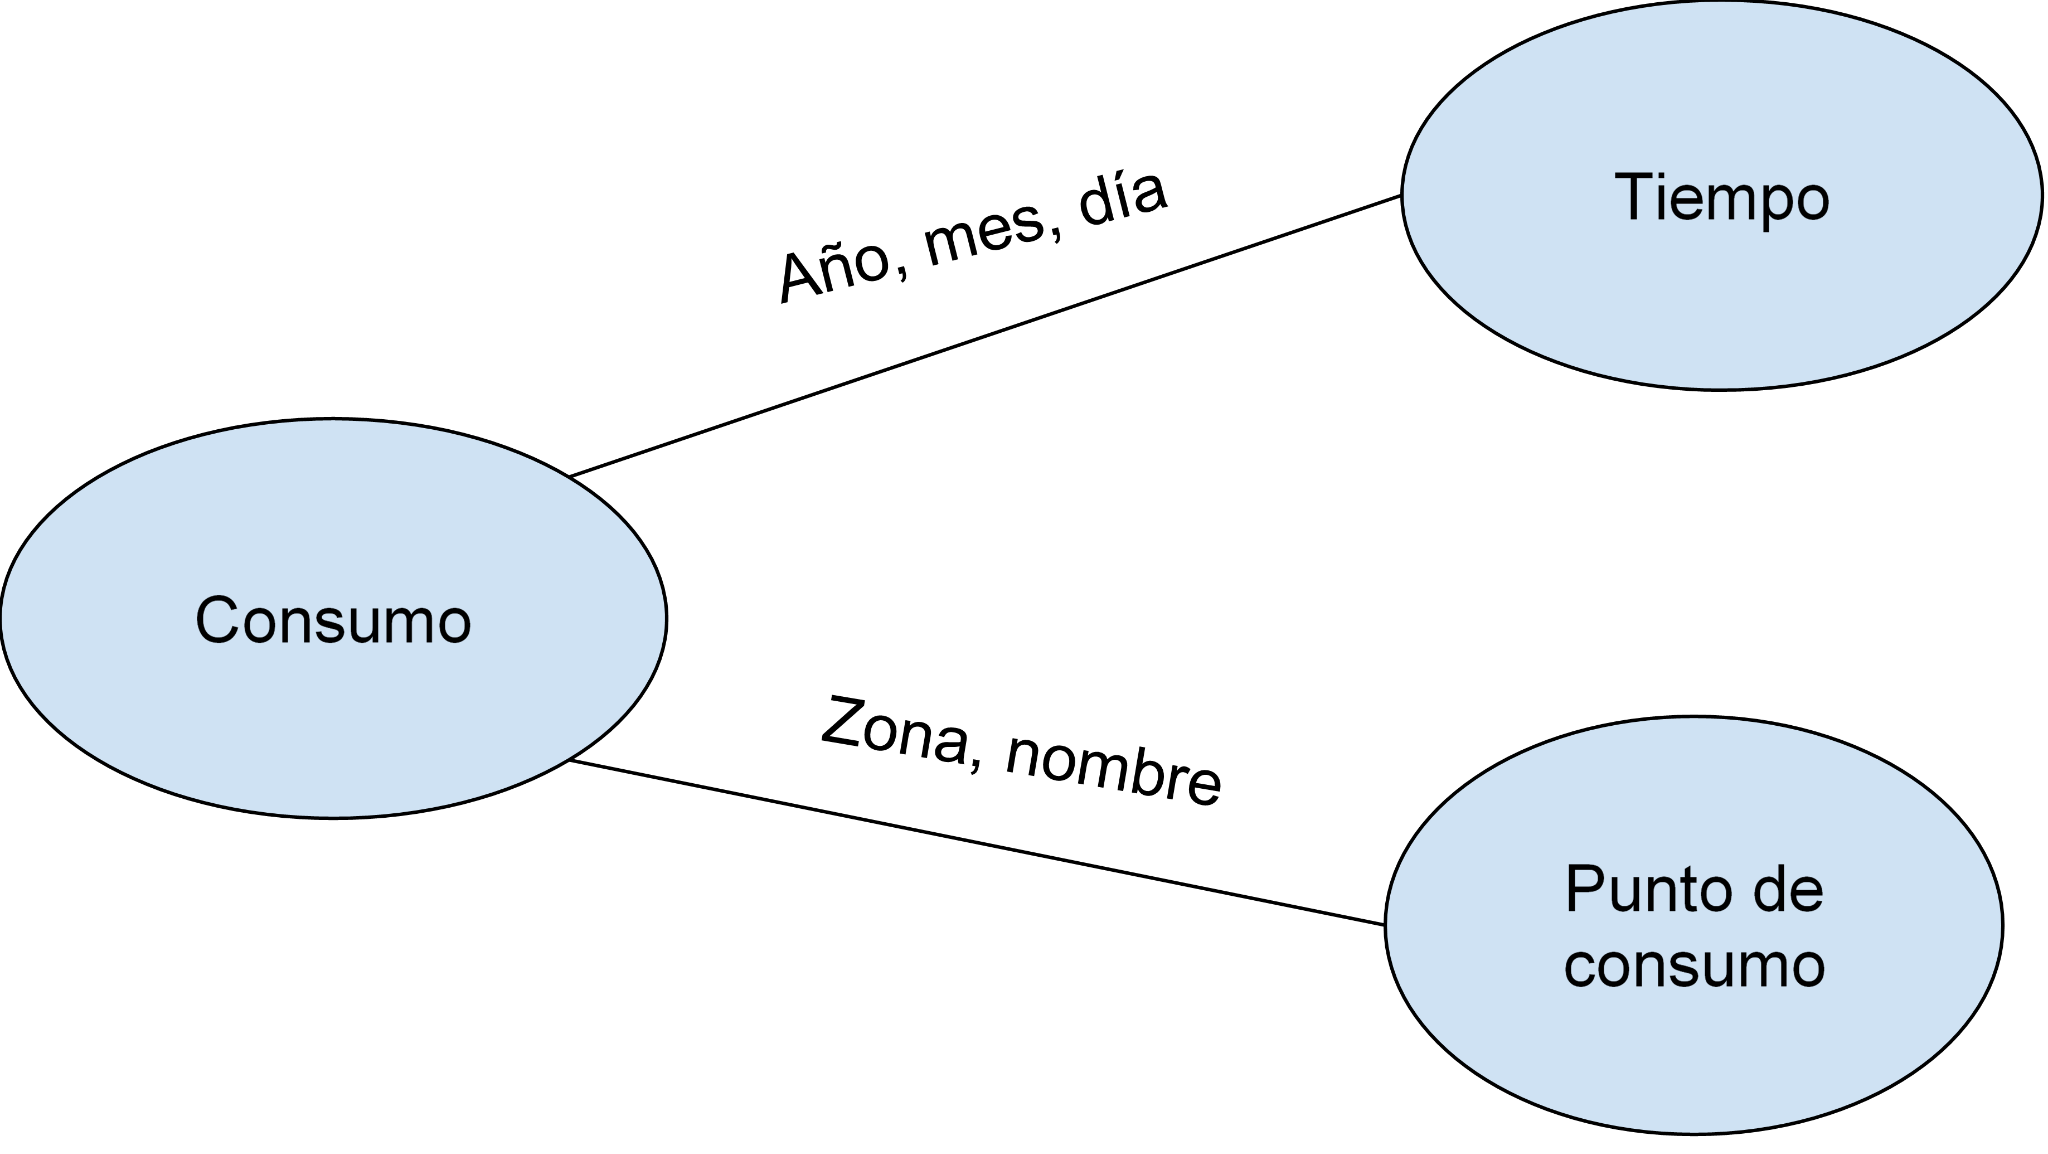 Tiempo
Año, mes, día
Consumo
Zona, nombre
Punto de
consumo